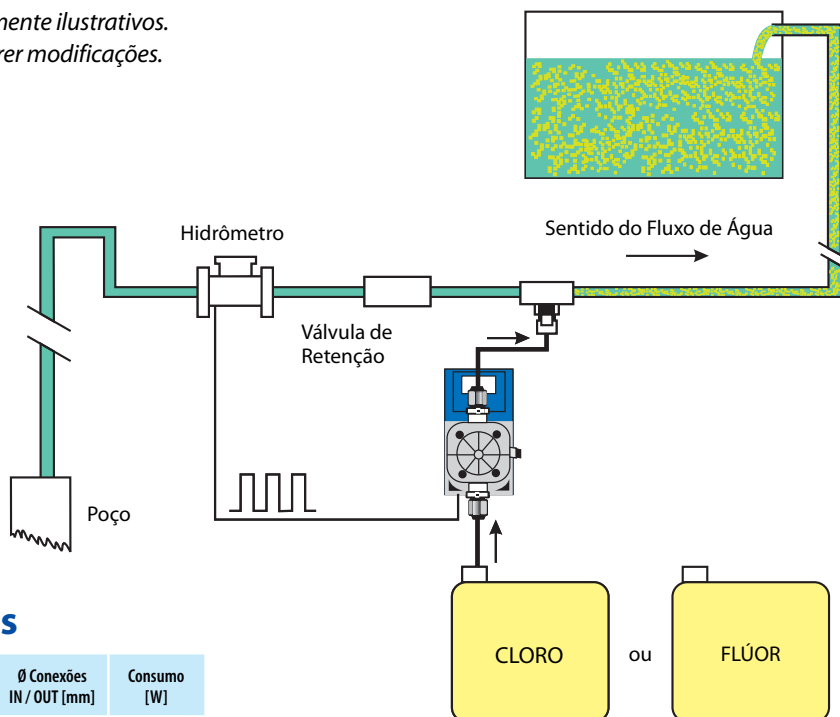 mente ilustrativos.
rer modificações.
Hidrômetro
Sentido do Fluxo de Água
Válvula de
Retenção
Poço
CLORO
ou
FLÚOR
s
Ø Conexões
IN / OUT [mm]
Consumo
[W]